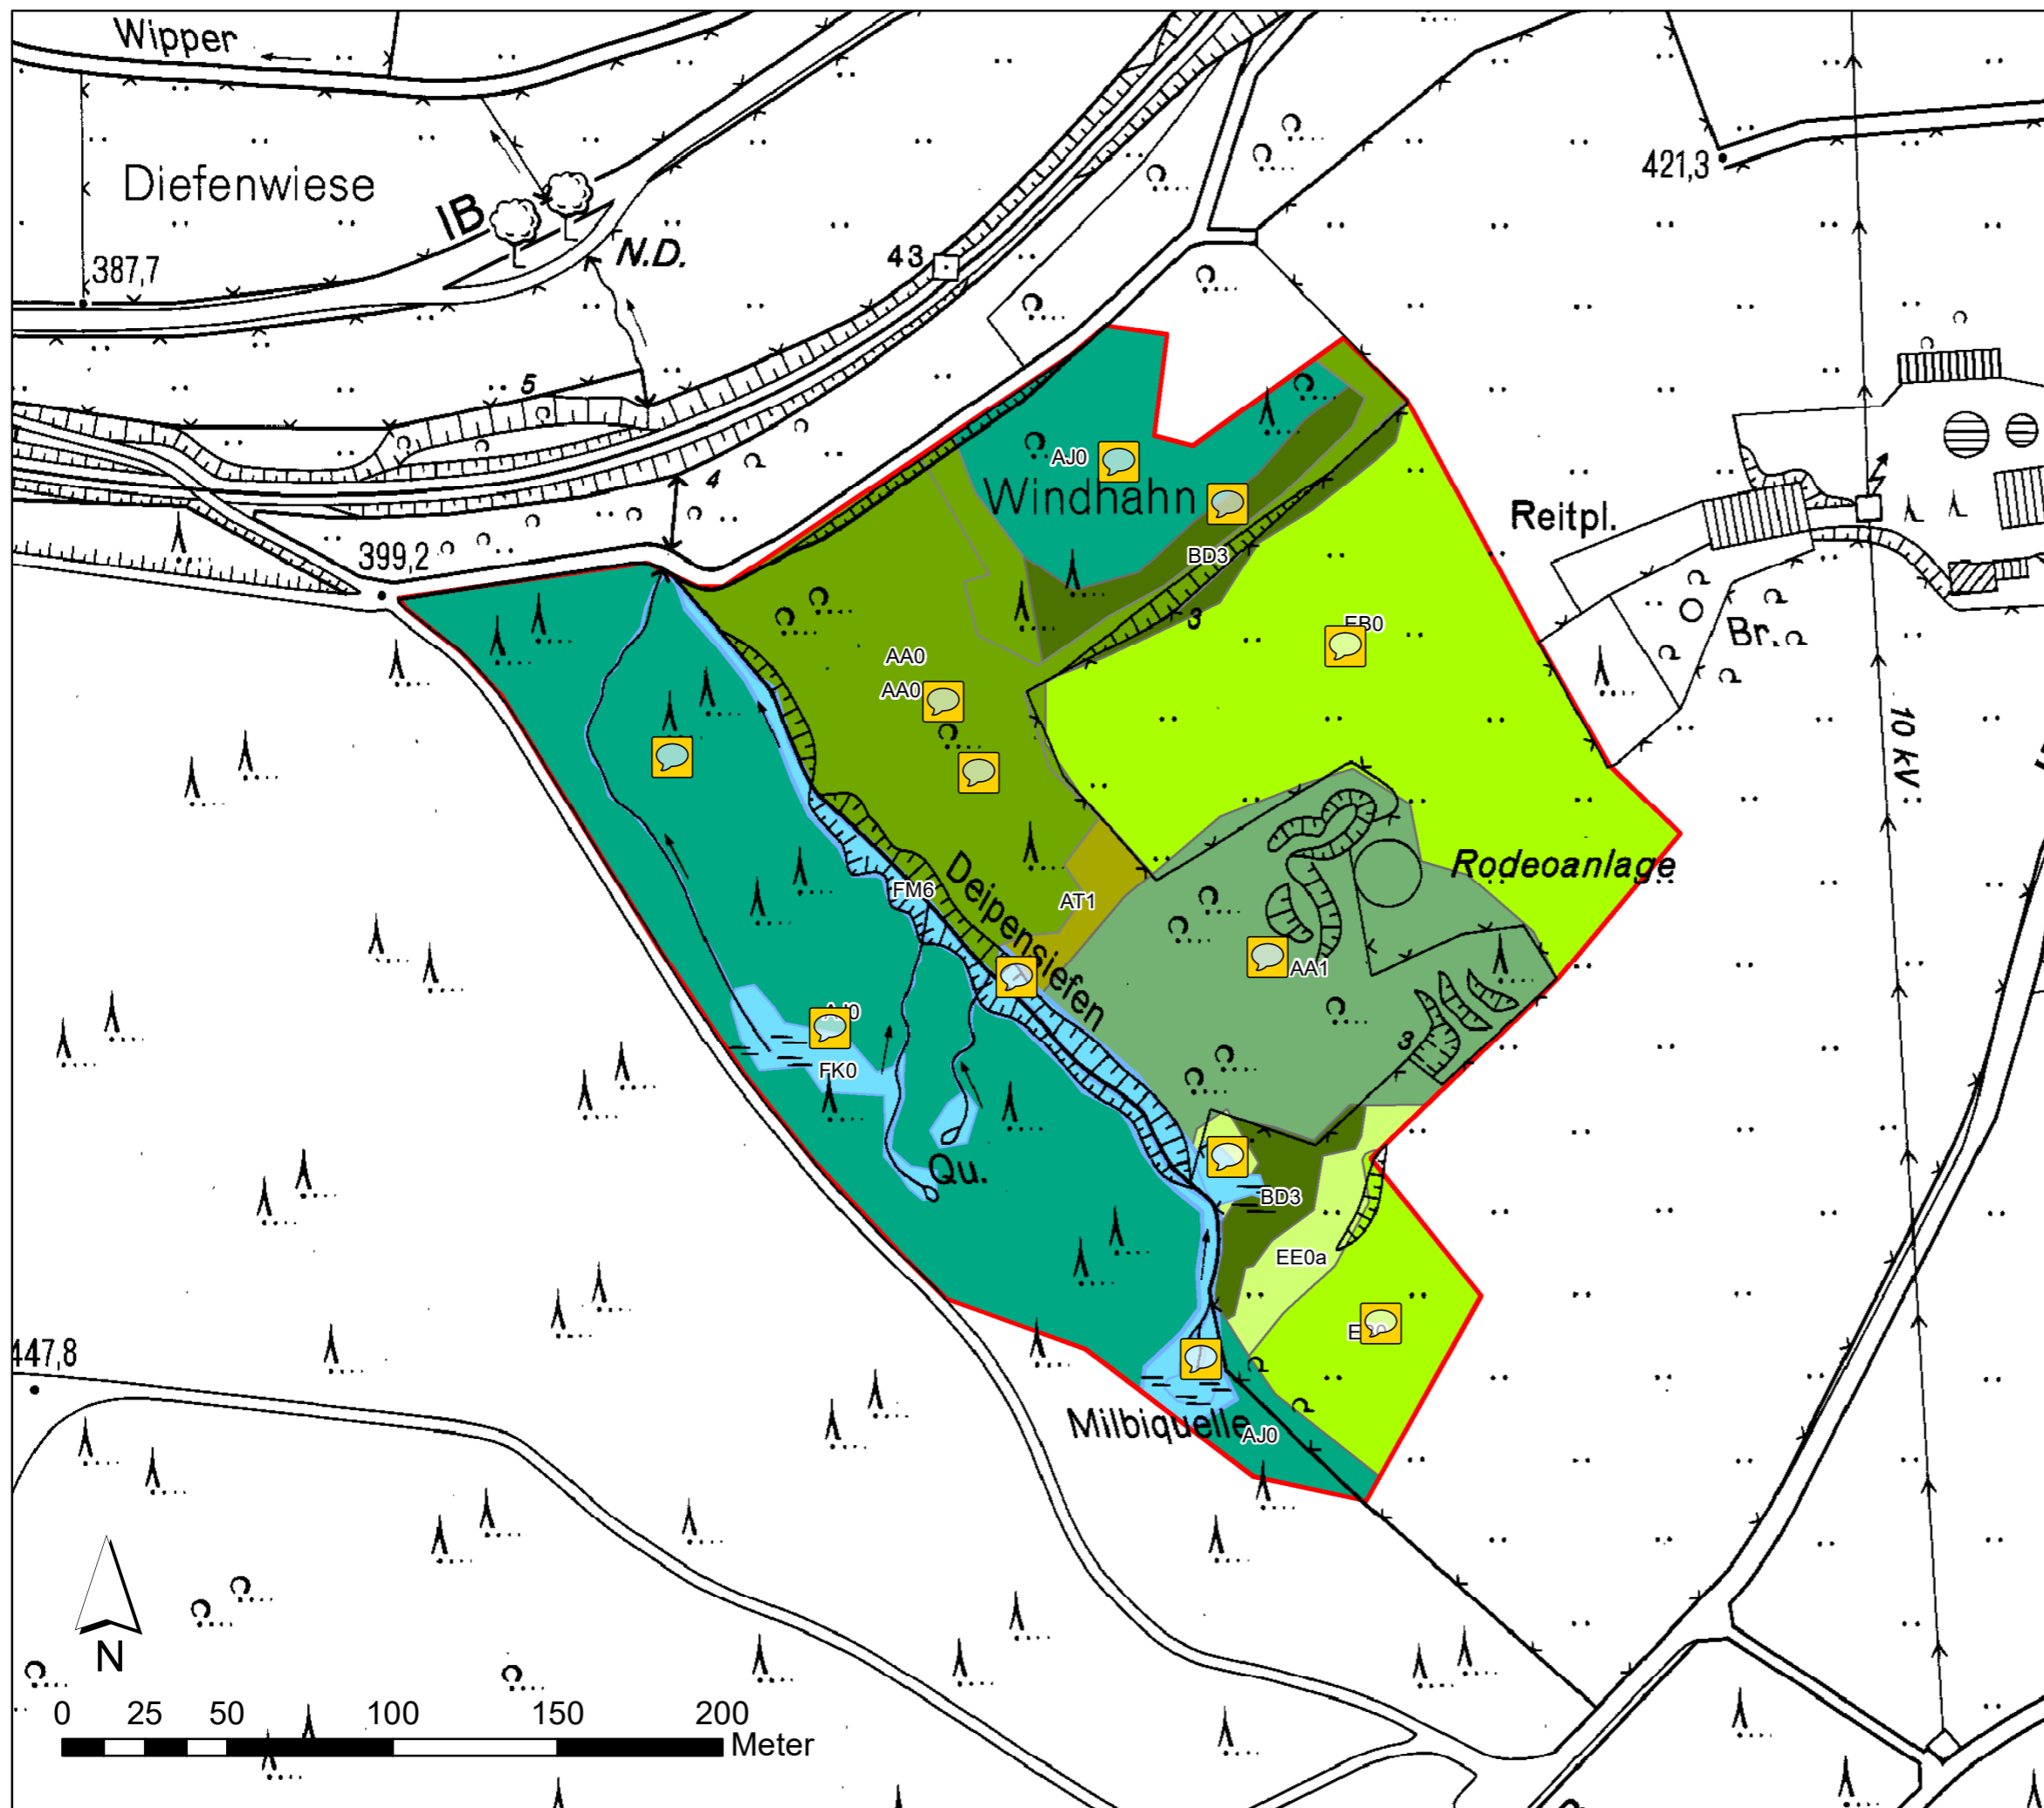 Wipper
Diefenwiese
IB
N.D.
387,7
43
421,3
5
4
399,2
AJ0
Windhahn
BD3
3
Reitpl.
Br.
EB0
AA0
AA0
10 kV
Rodeoanlage
FM6
Deipensiefen
AT1
AA1
3
AJ0
FK0
Qu.
BD3
EE0a
447,8
Milbiquelle
AJ0
N
0 25 50 100 150 200
Meter